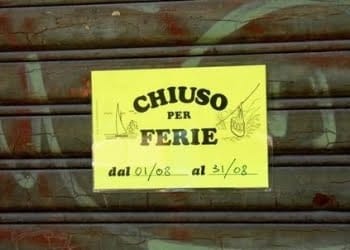 CHIUSO
PER
FERIE
dal 01/08 al 31/08